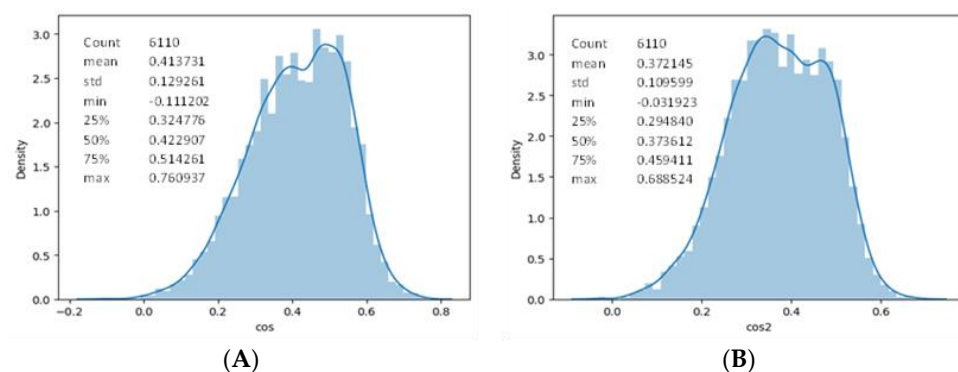 3.0
2.5
2.0
1.5
1.0
0.5
0.0
Density
Count 6110
mean 0.413731
std 0.129261
min -0.111202
25% 0.324776
50% 0.422907
75% 0.514261
max 0.760937
−0.2 0.0 0.2 0.4 0.6 0.8
cos
(A)
3.0
2.5
2.0
1.5
1.0
0.5
0.0
Density
Count 6110
mean 0.372145
std 0.109599
min -0.031923
25% 0.294840
50% 0.373612
75% 0.459411
max 0.688524
0.0 0.2 0.4 0.6
cos2
(B)